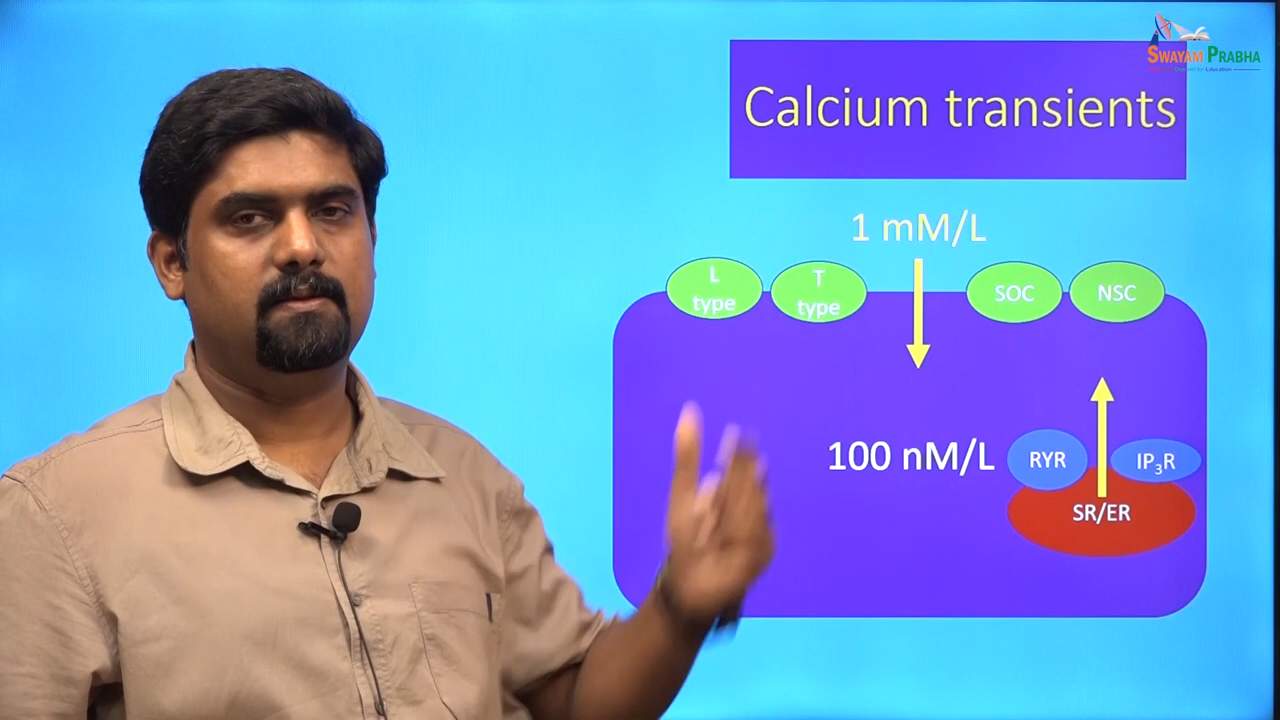 SWAYAM PRABHA
Calcium transients
1 mM/L
L
type
T
type
SOC
NSC
100 nM/L
RYR
IP₃R
SR/ER